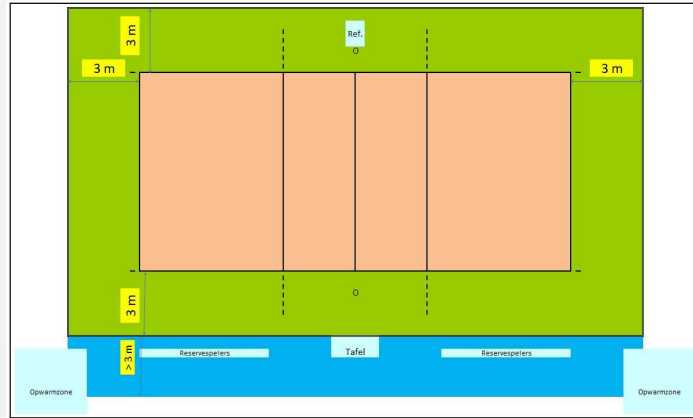 Ref.
3 m
3 m
3 m
3 m
> 3 m
Reservespelers
Tafel
Reservespelers
Opwarmzone
Opwarmzone